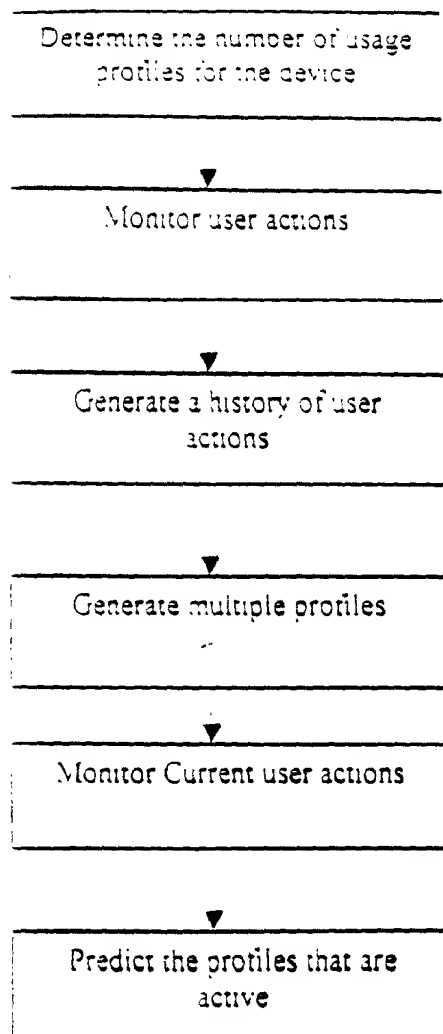 Determine the number of usage
profiles for the device
Monitor user actions
Generate a history of user
actions
Generate multiple profiles
Monitor Current user actions
Predict the profiles that are
active